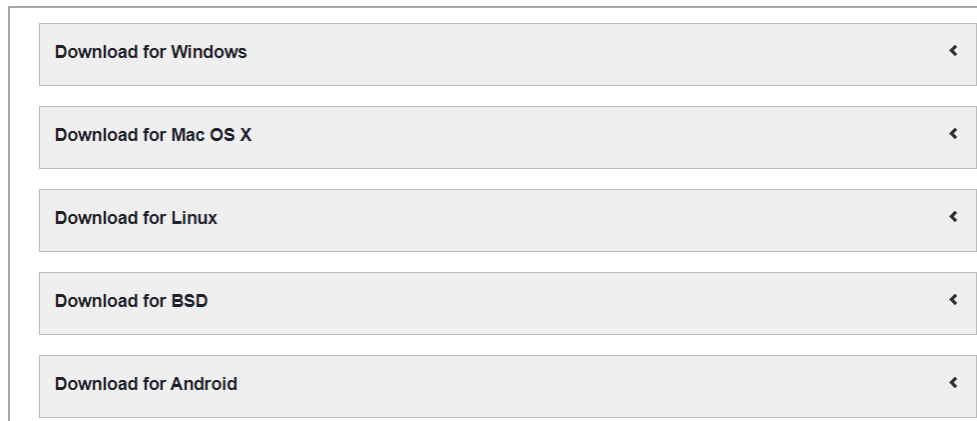 Download for Windows
Download for Mac OS X
Download for Linux
Download for BSD
Download for Android